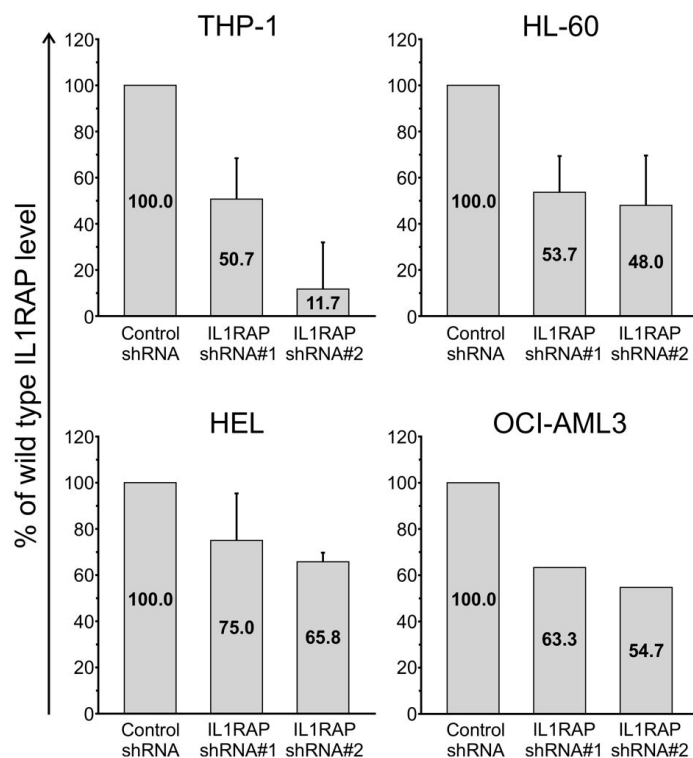 % of wild type IL1RAP level
THP-1
120
100
80
60
40
20
0
100.0
50.7
11.7
Control shRNA
IL1RAP shRNA#1
IL1RAP shRNA#2
HL-60
120
100
80
60
40
20
0
100.0
53.7
48.0
Control shRNA
IL1RAP shRNA#1
IL1RAP shRNA#2
HEL
120
100
80
60
40
20
0
100.0
75.0
65.8
Control shRNA
IL1RAP shRNA#1
IL1RAP shRNA#2
OCI-AML3
120
100
80
60
40
20
0
100.0
63.3
54.7
Control shRNA
IL1RAP shRNA#1
IL1RAP shRNA#2